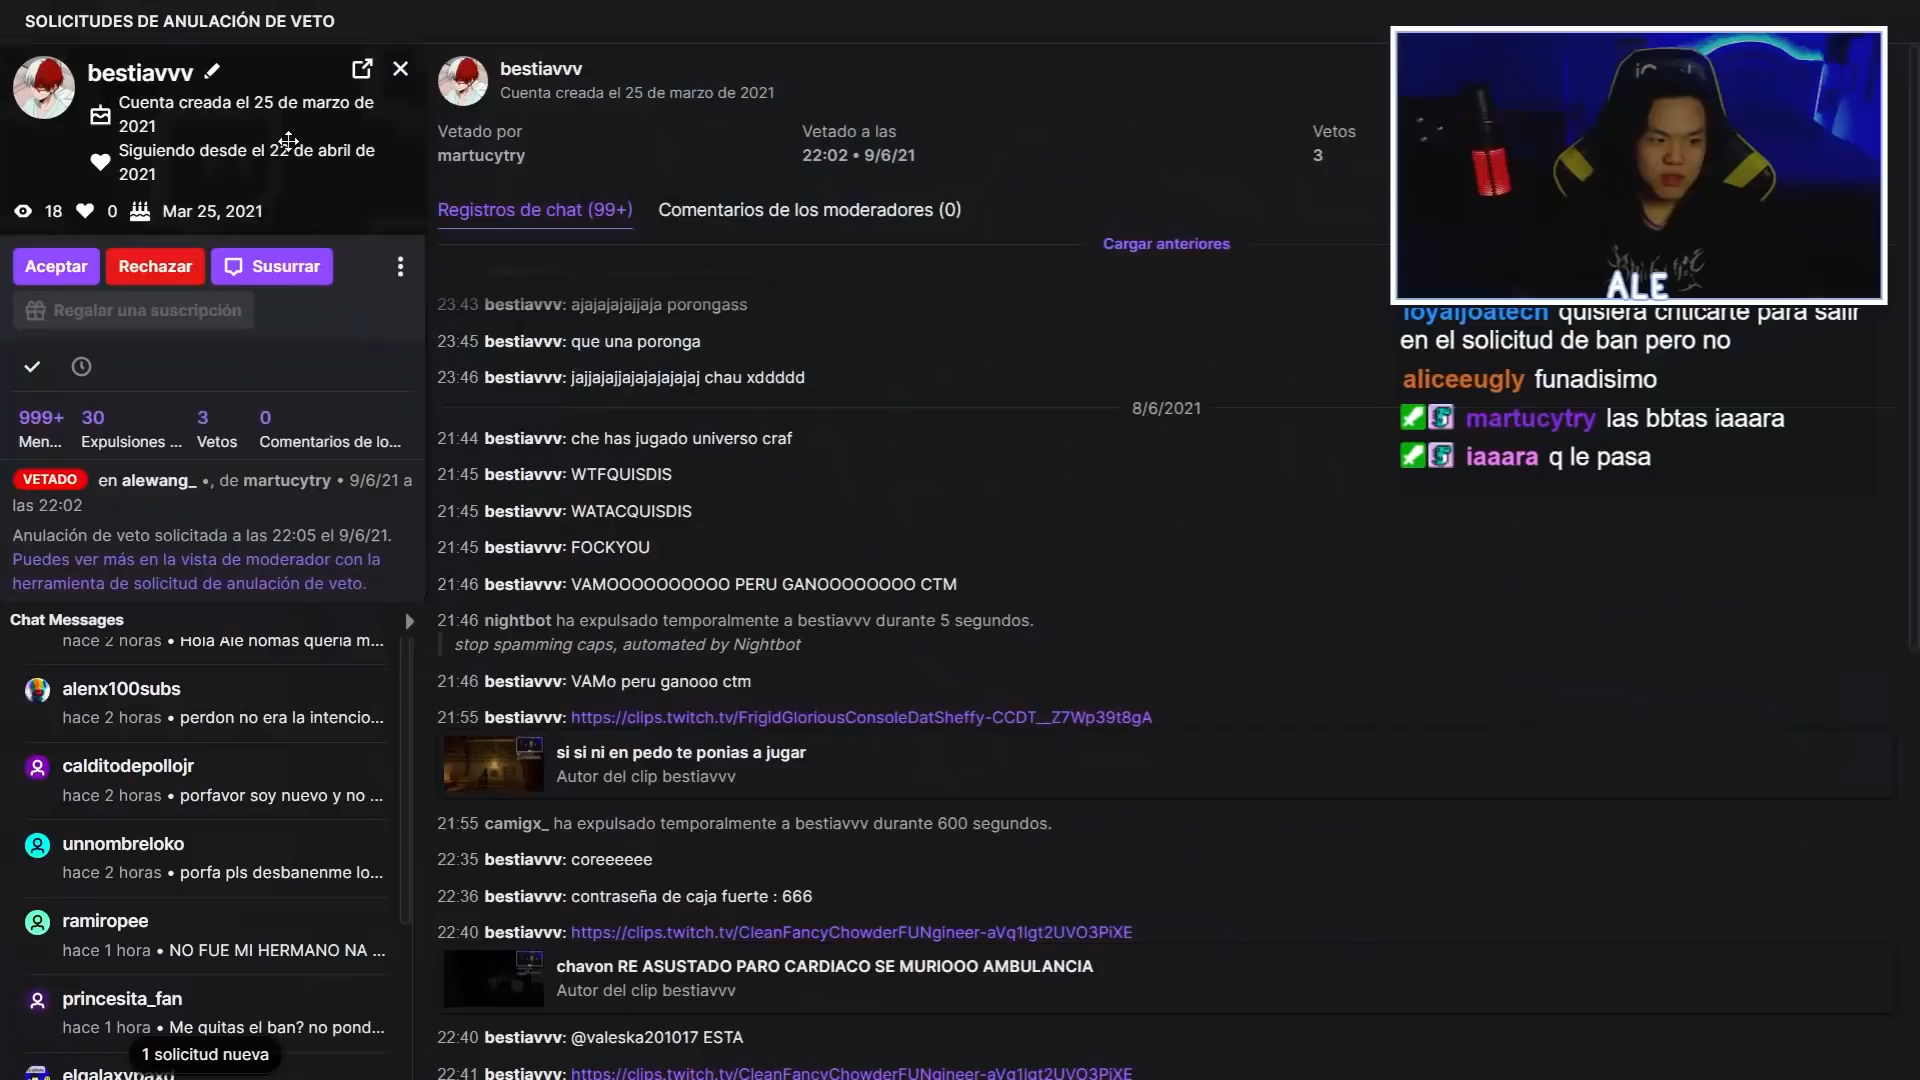 SOLICITUDES DE ANULACIÓN DE VETO
bestiavvv
Cuenta creada el 25 de marzo de
2021
Siguiendo desde el 22 de abril de
2021
18 0 Mar 25, 2021
Aceptar Rechazar Susurrar
Regalar una suscripción
999+ 30 3 0
Men... Expulsiones ... Vetos Comentarios de lo...
VETADO en alewang_ •, de martucytry • 9/6/21 a
las 22:02
Anulación de veto solicitada a las 22:05 el 9/6/21.
Puedes ver más en la vista de moderador con la
herramienta de solicitud de anulación de veto.
Chat Messages
hace 2 horas • Hola Ale nomas queria m...
alenx100subs
hace 2 horas • perdon no era la intencio...
calditodepollojr
hace 2 horas • porfavor soy nuevo y no ...
unnombreloko
hace 2 horas • porfa pls desbanenme lo...
ramiropee
hace 1 hora • NO FUE MI HERMANO NA ...
princesita_fan
hace 1 hora • Me quitas el ban? no pond...
1 solicitud nueva
elgalaxypaxd
bestiavvv
Cuenta creada el 25 de marzo de 2021
Vetado por Vetado a las Vetos
martucytry 22:02 • 9/6/21 3
Registros de chat (99+) Comentarios de los moderadores (0)
Cargar anteriores
23:43 bestiavvv: ajajajajajjaja porongass
23:45 bestiavvv: que una poronga
23:46 bestiavvv: jajjajajjajajajajajaj chau xddddd
8/6/2021
21:44 bestiavvv: che has jugado universo craf
21:45 bestiavvv: WTFQUISDIS
21:45 bestiavvv: WATACQUISDIS
21:45 bestiavvv: FOCKYOU
21:46 bestiavvv: VAMOOOOOOOOOO PERU GANOOOOOOOO CTM
21:46 nightbot ha expulsado temporalmente a bestiavvv durante 5 segundos.
stop spamming caps, automated by Nightbot
21:46 bestiavvv: VAMo peru ganooo ctm
21:55 bestiavvv: https://clips.twitch.tv/FrigidGloriousConsoleDatSheffy-CCDT__Z7Wp39t8gA
si si ni en pedo te ponias a jugar
Autor del clip bestiavvv
21:55 camigx_ ha expulsado temporalmente a bestiavvv durante 600 segundos.
22:35 bestiavvv: coreeeeee
22:36 bestiavvv: contraseña de caja fuerte : 666
22:40 bestiavvv: https://clips.twitch.tv/CleanFancyChowderFUNgineer-aVq1lgt2UVO3PiXE
chavon RE ASUSTADO PARO CARDIACO SE MURIOOO AMBULANCIA
Autor del clip bestiavvv
22:40 bestiavvv: @valeska201017 ESTA
22:41 bestiavvv: https://clips.twitch.tv/CleanFancyChowderFUNgineer-aVq1lgt2UVO3PiXE
ALE
loyaljoatech quisiera criticarte para salir
en el solicitud de ban pero no
aliceeugly funadisimo
martucytry las bbtas iaaara
iaaara q le pasa